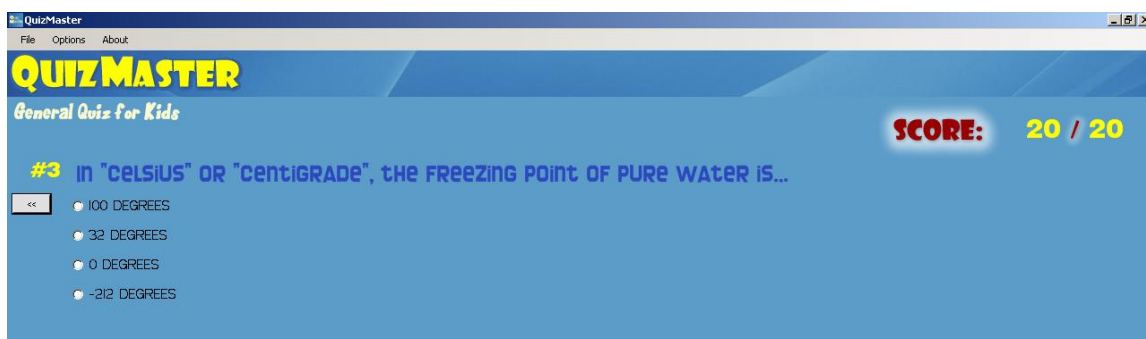 QuizMaster
File Options About
QUIZMASTER
General Quiz for Kids
SCORE: 20 / 20
#3 IN "CELSIUS" OR "CENTIGRADE", THE FREEZING POINT OF PURE WATER IS...
<<
100 DEGREES
32 DEGREES
0 DEGREES
-212 DEGREES